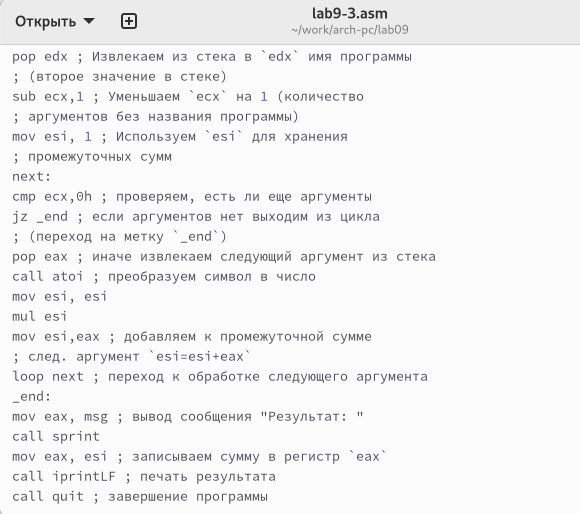 Открыть
lab9-3.asm
~/work/arch-pc/lab09
pop edx ; Извлекаем из стека в `edx` имя программы
; (второе значение в стеке)
sub ecx,1 ; Уменьшаем `ecx` на 1 (количество
; аргументов без названия программы)
mov esi, 1 ; Используем `esi` для хранения
; промежуточных сумм
next:
cmp ecx,0h ; проверяем, есть ли еще аргументы
jz _end ; если аргументов нет выходим из цикла
; (переход на метку `_end`)
pop eax ; иначе извлекаем следующий аргумент из стека
call atoi ; преобразуем символ в число
mov esi, esi
mul esi
mov esi,eax ; добавляем к промежуточной сумме
; след. аргумент `esi=esi+eax`
loop next ; переход к обработке следующего аргумента
_end:
mov eax, msg ; вывод сообщения "Результат: "
call sprint
mov eax, esi ; записываем сумму в регистр `eax`
call iprintLF ; печать результата
call quit ; завершение программы